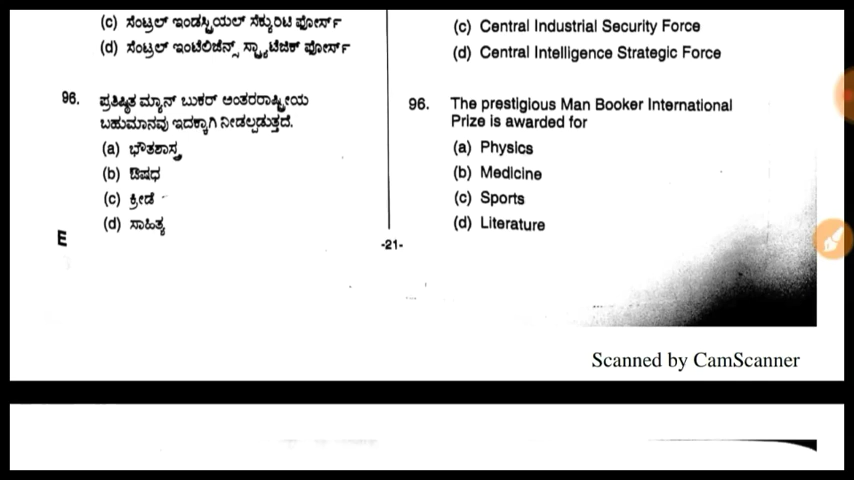 (c) ಸೆಂಟ್ರಲ್ ಇಂಡಸ್ಟ್ರಿಯಲ್ ಸೆಕ್ಯುರಿಟಿ ಫೋರ್ಸ್
(d) ಸೆಂಟ್ರಲ್ ಇಂಟೆಲಿಜೆನ್ಸ್ ಸ್ಟ್ರಾಟೆಜಿಕ್ ಫೋರ್ಸ್
96. ಪ್ರತಿಷ್ಠಿತ ಮ್ಯಾನ್ ಬುಕರ್ ಅಂತರರಾಷ್ಟ್ರೀಯ
ಬಹುಮಾನವು ಇದಕ್ಕಾಗಿ ನೀಡಲ್ಪಡುತ್ತದೆ.
(a) ಭೌತಶಾಸ್ತ್ರ
(b) ಔಷಧ
(c) ಕ್ರೀಡೆ
(d) ಸಾಹಿತ್ಯ
E
(c) Central Industrial Security Force
(d) Central Intelligence Strategic Force
96. The prestigious Man Booker International
Prize is awarded for
(a) Physics
(b) Medicine
(c) Sports
(d) Literature
-21-
Scanned by CamScanner